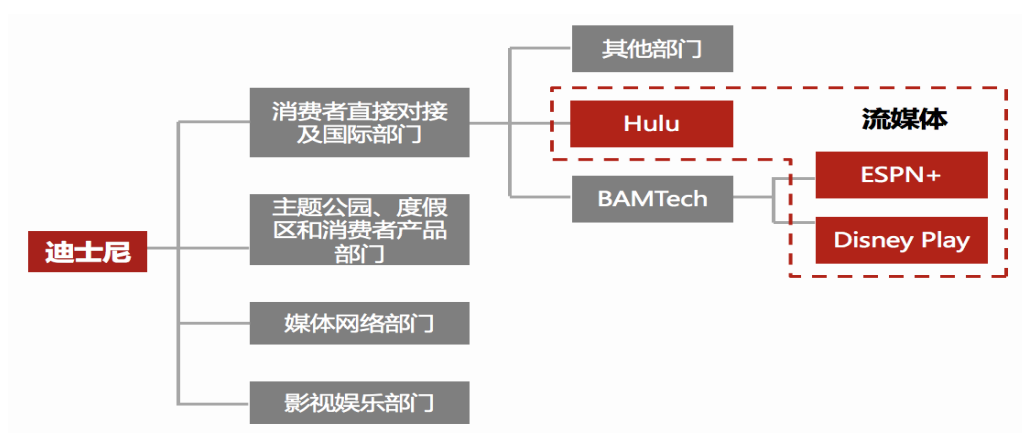 迪士尼
消费者直接对接
及国际部门
主题公园、度假
区和消费者产品
部门
媒体网络部门
影视娱乐部门
其他部门
Hulu
BAMTech
流媒体
ESPN+
Disney Play